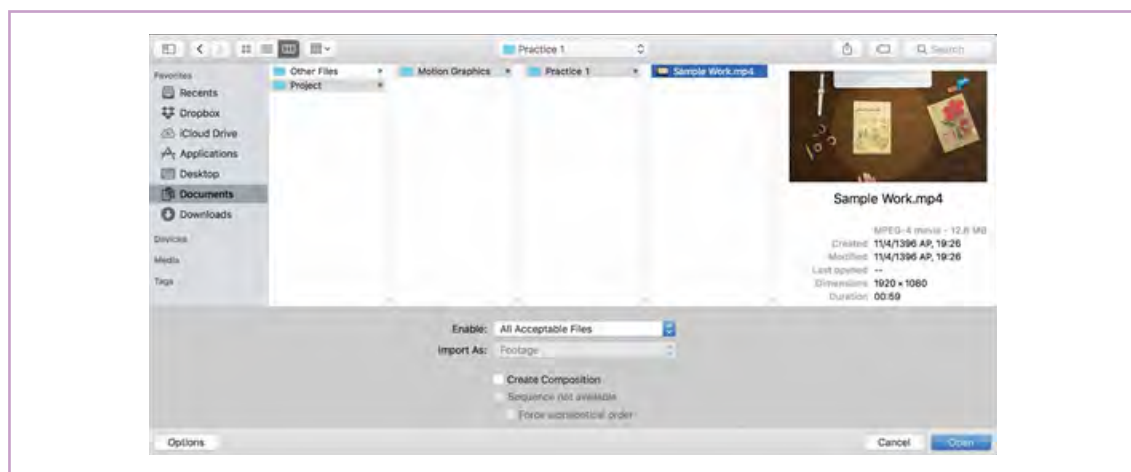 Practice 1
Search
Favorites
Recents
Dropbox
iCloud Drive
Applications
Desktop
Documents
Downloads
Devices
Media
Tags
Other Files
Project
Motion Graphics
Practice 1
Sample Work.mp4
Sample Work.mp4
MPEG-4 movie - 12.6 MB
Created 11/4/1396 AP, 19:26
Modified 11/4/1396 AP, 19:26
Last opened --
Dimensions 1920 × 1080
Duration 00:59
Enable: All Acceptable Files
Import As: Footage
Create Composition
Sequence not available
Force alphabetical order
Options
Cancel
Open